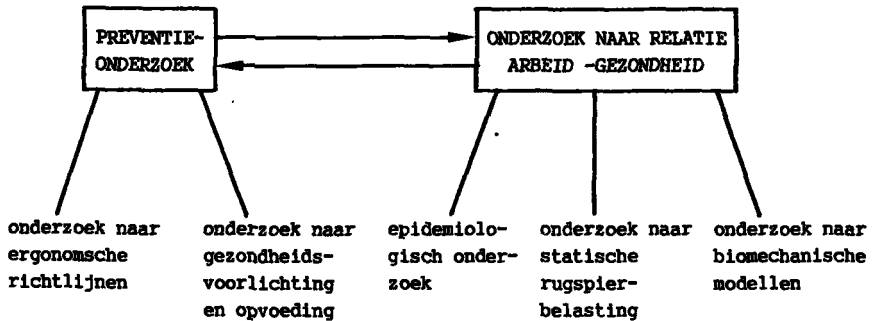 PREVENTIE-
ONDERZOEK
ONDERZOEK NAAR RELATIE
ARBEID -GEZONDHEID
onderzoek naar
ergonomsche
richtlijnen
onderzoek naar
gezondheids-
voorlichting
en opvoeding
epidemiolo-
gisch onder-
zoek
onderzoek naar
statische
rugspier-
belasting
onderzoek naar
biomechanische
modellen